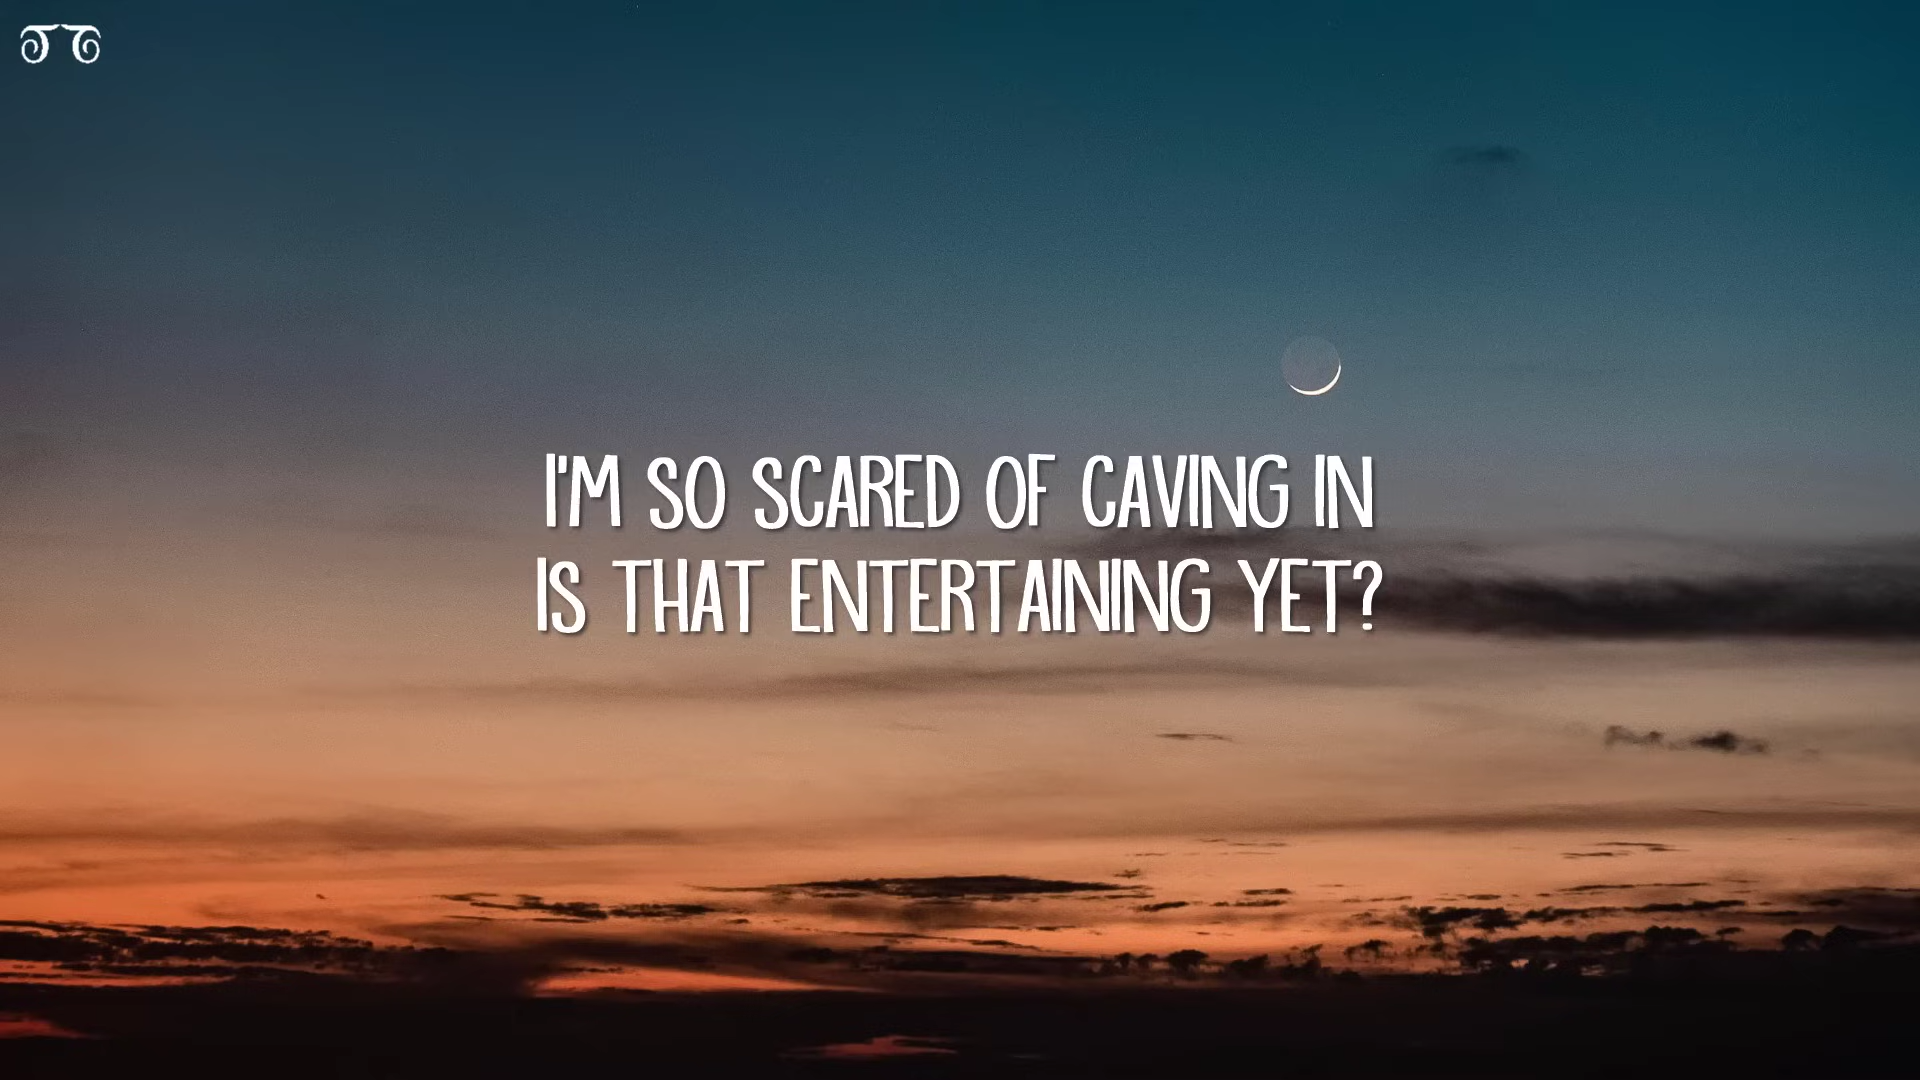 I'M SO SCARED OF CAVING IN
IS THAT ENTERTAINING YET?